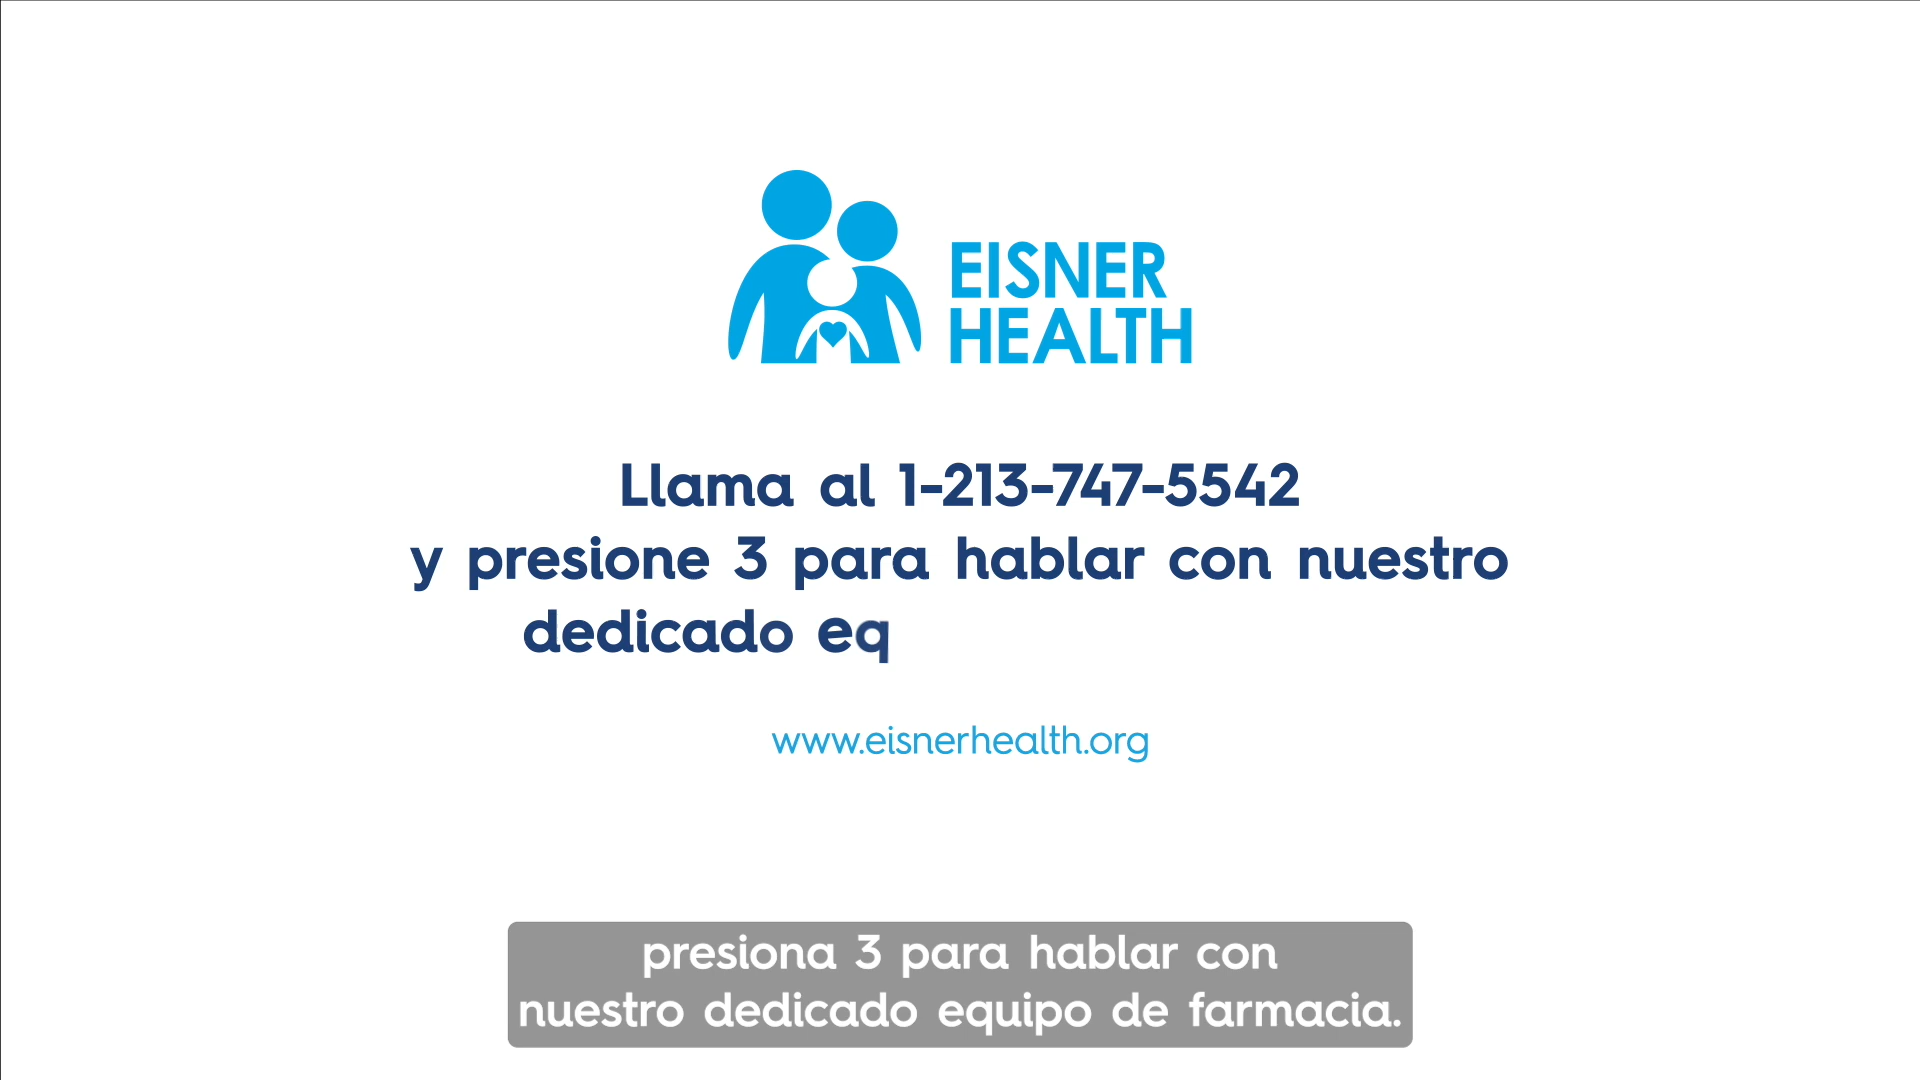 EISNER
HEALTH
Llama al 1-213-747-5542
y presione 3 para hablar con nuestro
dedicado eq
www.eisnerhealth.org
presiona 3 para hablar con
nuestro dedicado equipo de farmacia.